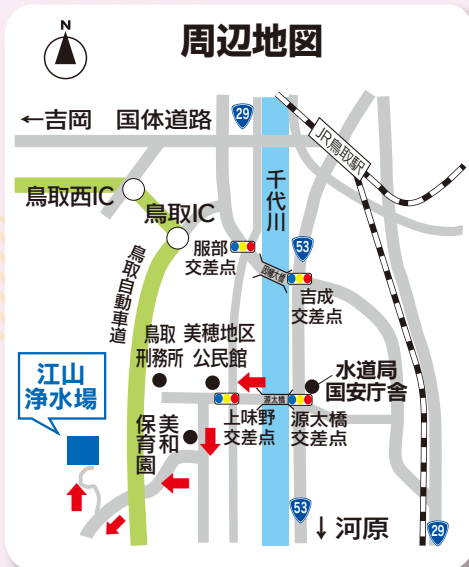 N
周辺地図
←吉岡 国体道路
29
JR鳥取駅
鳥取西IC
鳥取IC
千代川
服部
交差点
53
因幡大橋
吉成
交差点
鳥取自動車道
鳥取
刑務所
美穂地区
公民館
水道局
国安庁舎
江山
浄水場
源太橋
上味野
交差点
源太橋
交差点
美和
保育園
53
↓河原
29